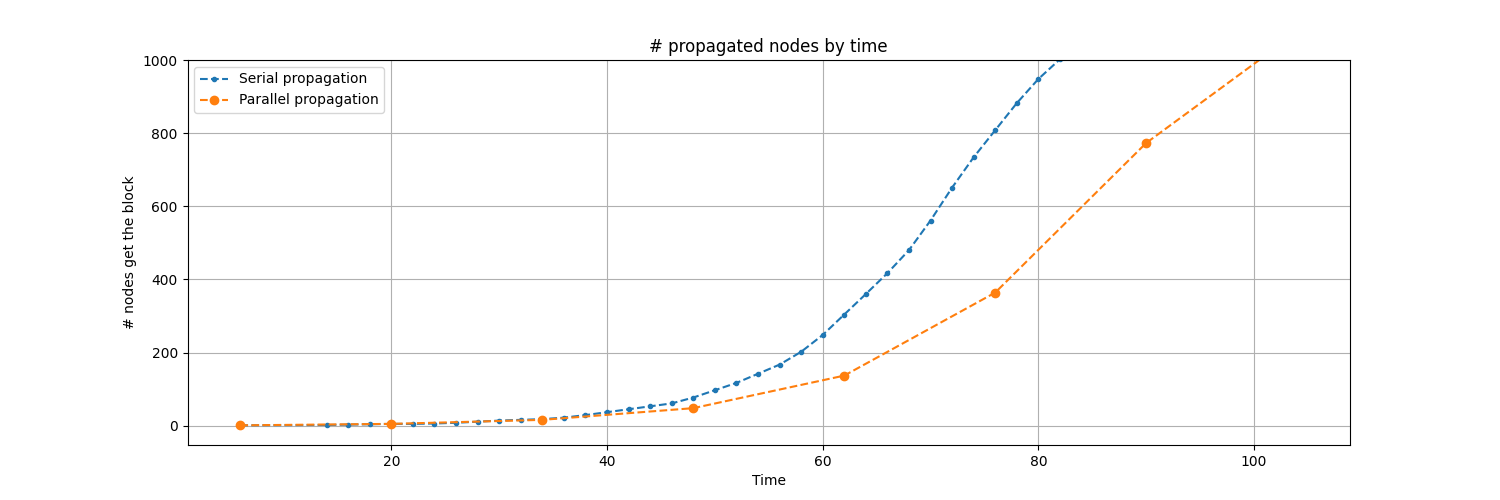 # propagated nodes by time
Serial propagation
Parallel propagation
1000
800
600
400
200
0
# nodes get the block
20
40
60
80
100
Time